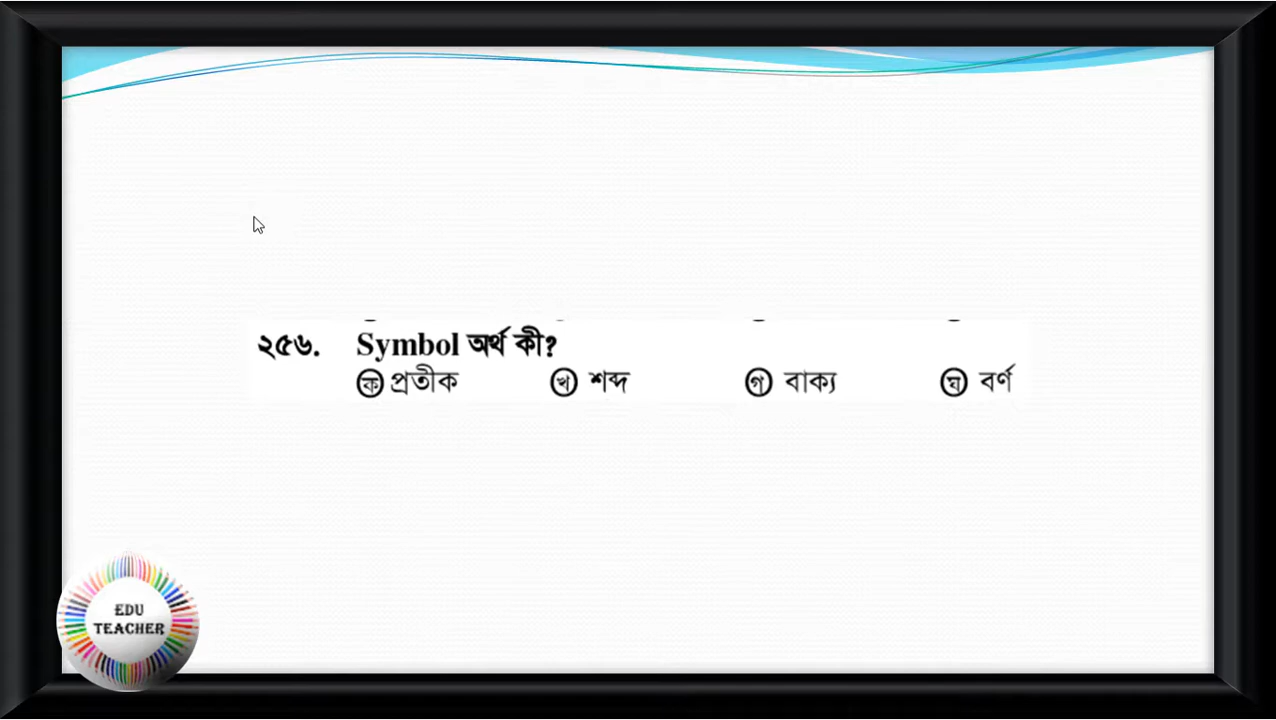 ২৫৬. Symbol অর্থ কী?
ক প্রতীক খ শব্দ গ বাক্য ঘ বর্ণ
EDU
TEACHER